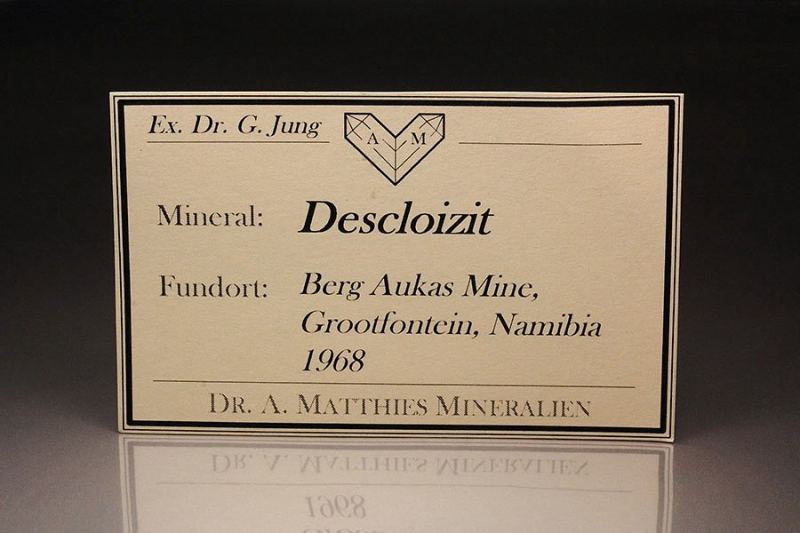 Ex. Dr. G. Jung
A M
Mineral: Descloizit
Fundort: Berg Aukas Mine,
Grootfontein, Namibia
1968
DR. A. MATTHIES MINERALIEN